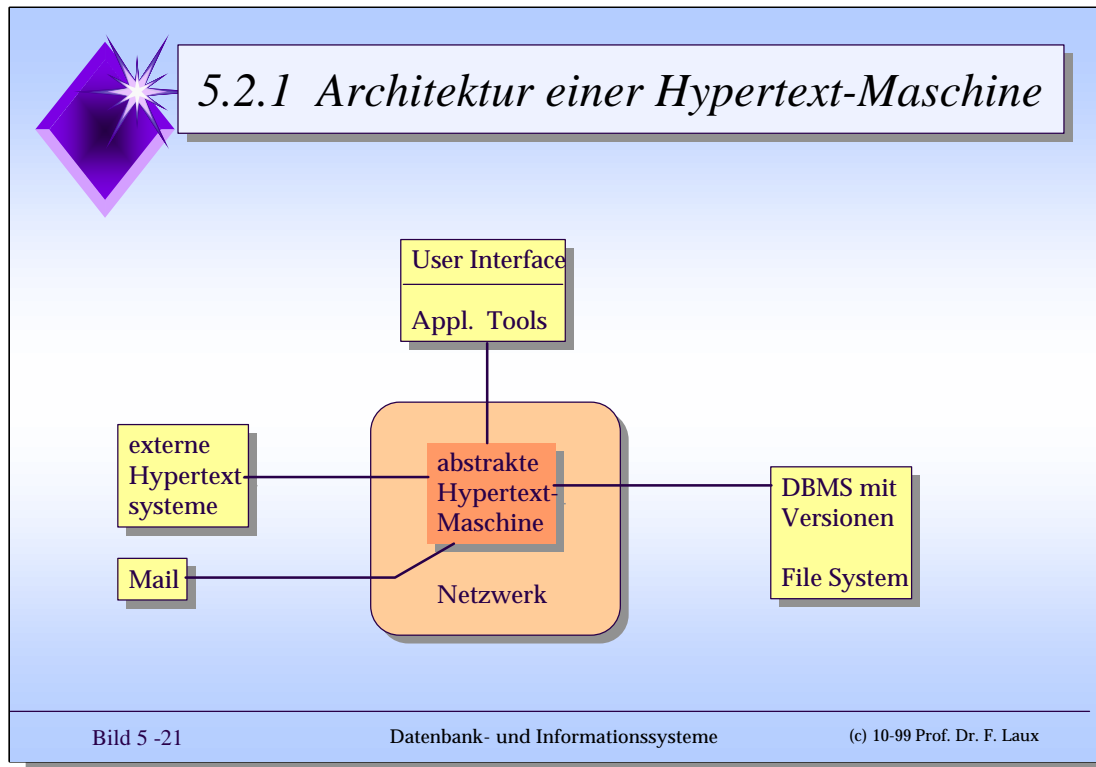 5.2.1 Architektur einer Hypertext-Maschine
User Interface
Appl. Tools
externe
Hypertext
systeme
Mail
abstrakte
Hypertext-
Maschine
Netzwerk
DBMS mit
Versionen
File System
Bild 5 -21
Datenbank- und Informationssysteme
(c) 10-99 Prof. Dr. F. Laux